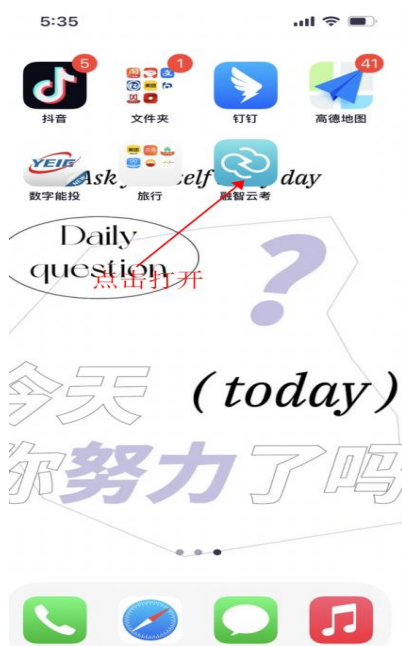 5:35
5
1
41
抖音
文件夹
钉钉
高德地图
YEIG
NEW
数字能投
旅行
融智云考
day
Daily
question
点击打开
?
今天
(today)
你努力了吗